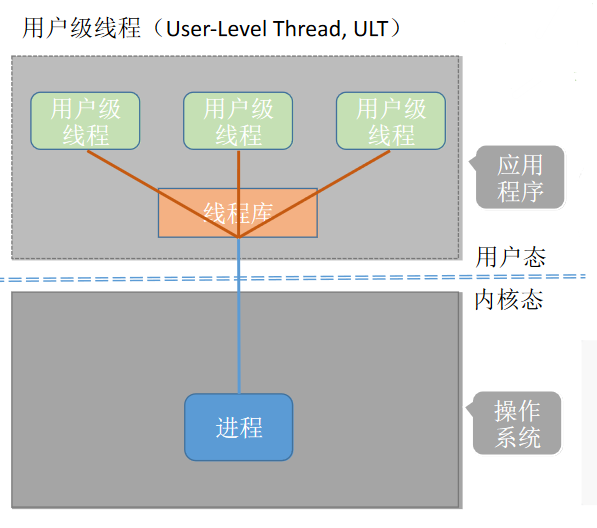 用户级线程（User-Level Thread, ULT）
用户级
线程
用户级
线程
用户级
线程
线程库
应用
程序
用户态
内核态
进程
操作
系统